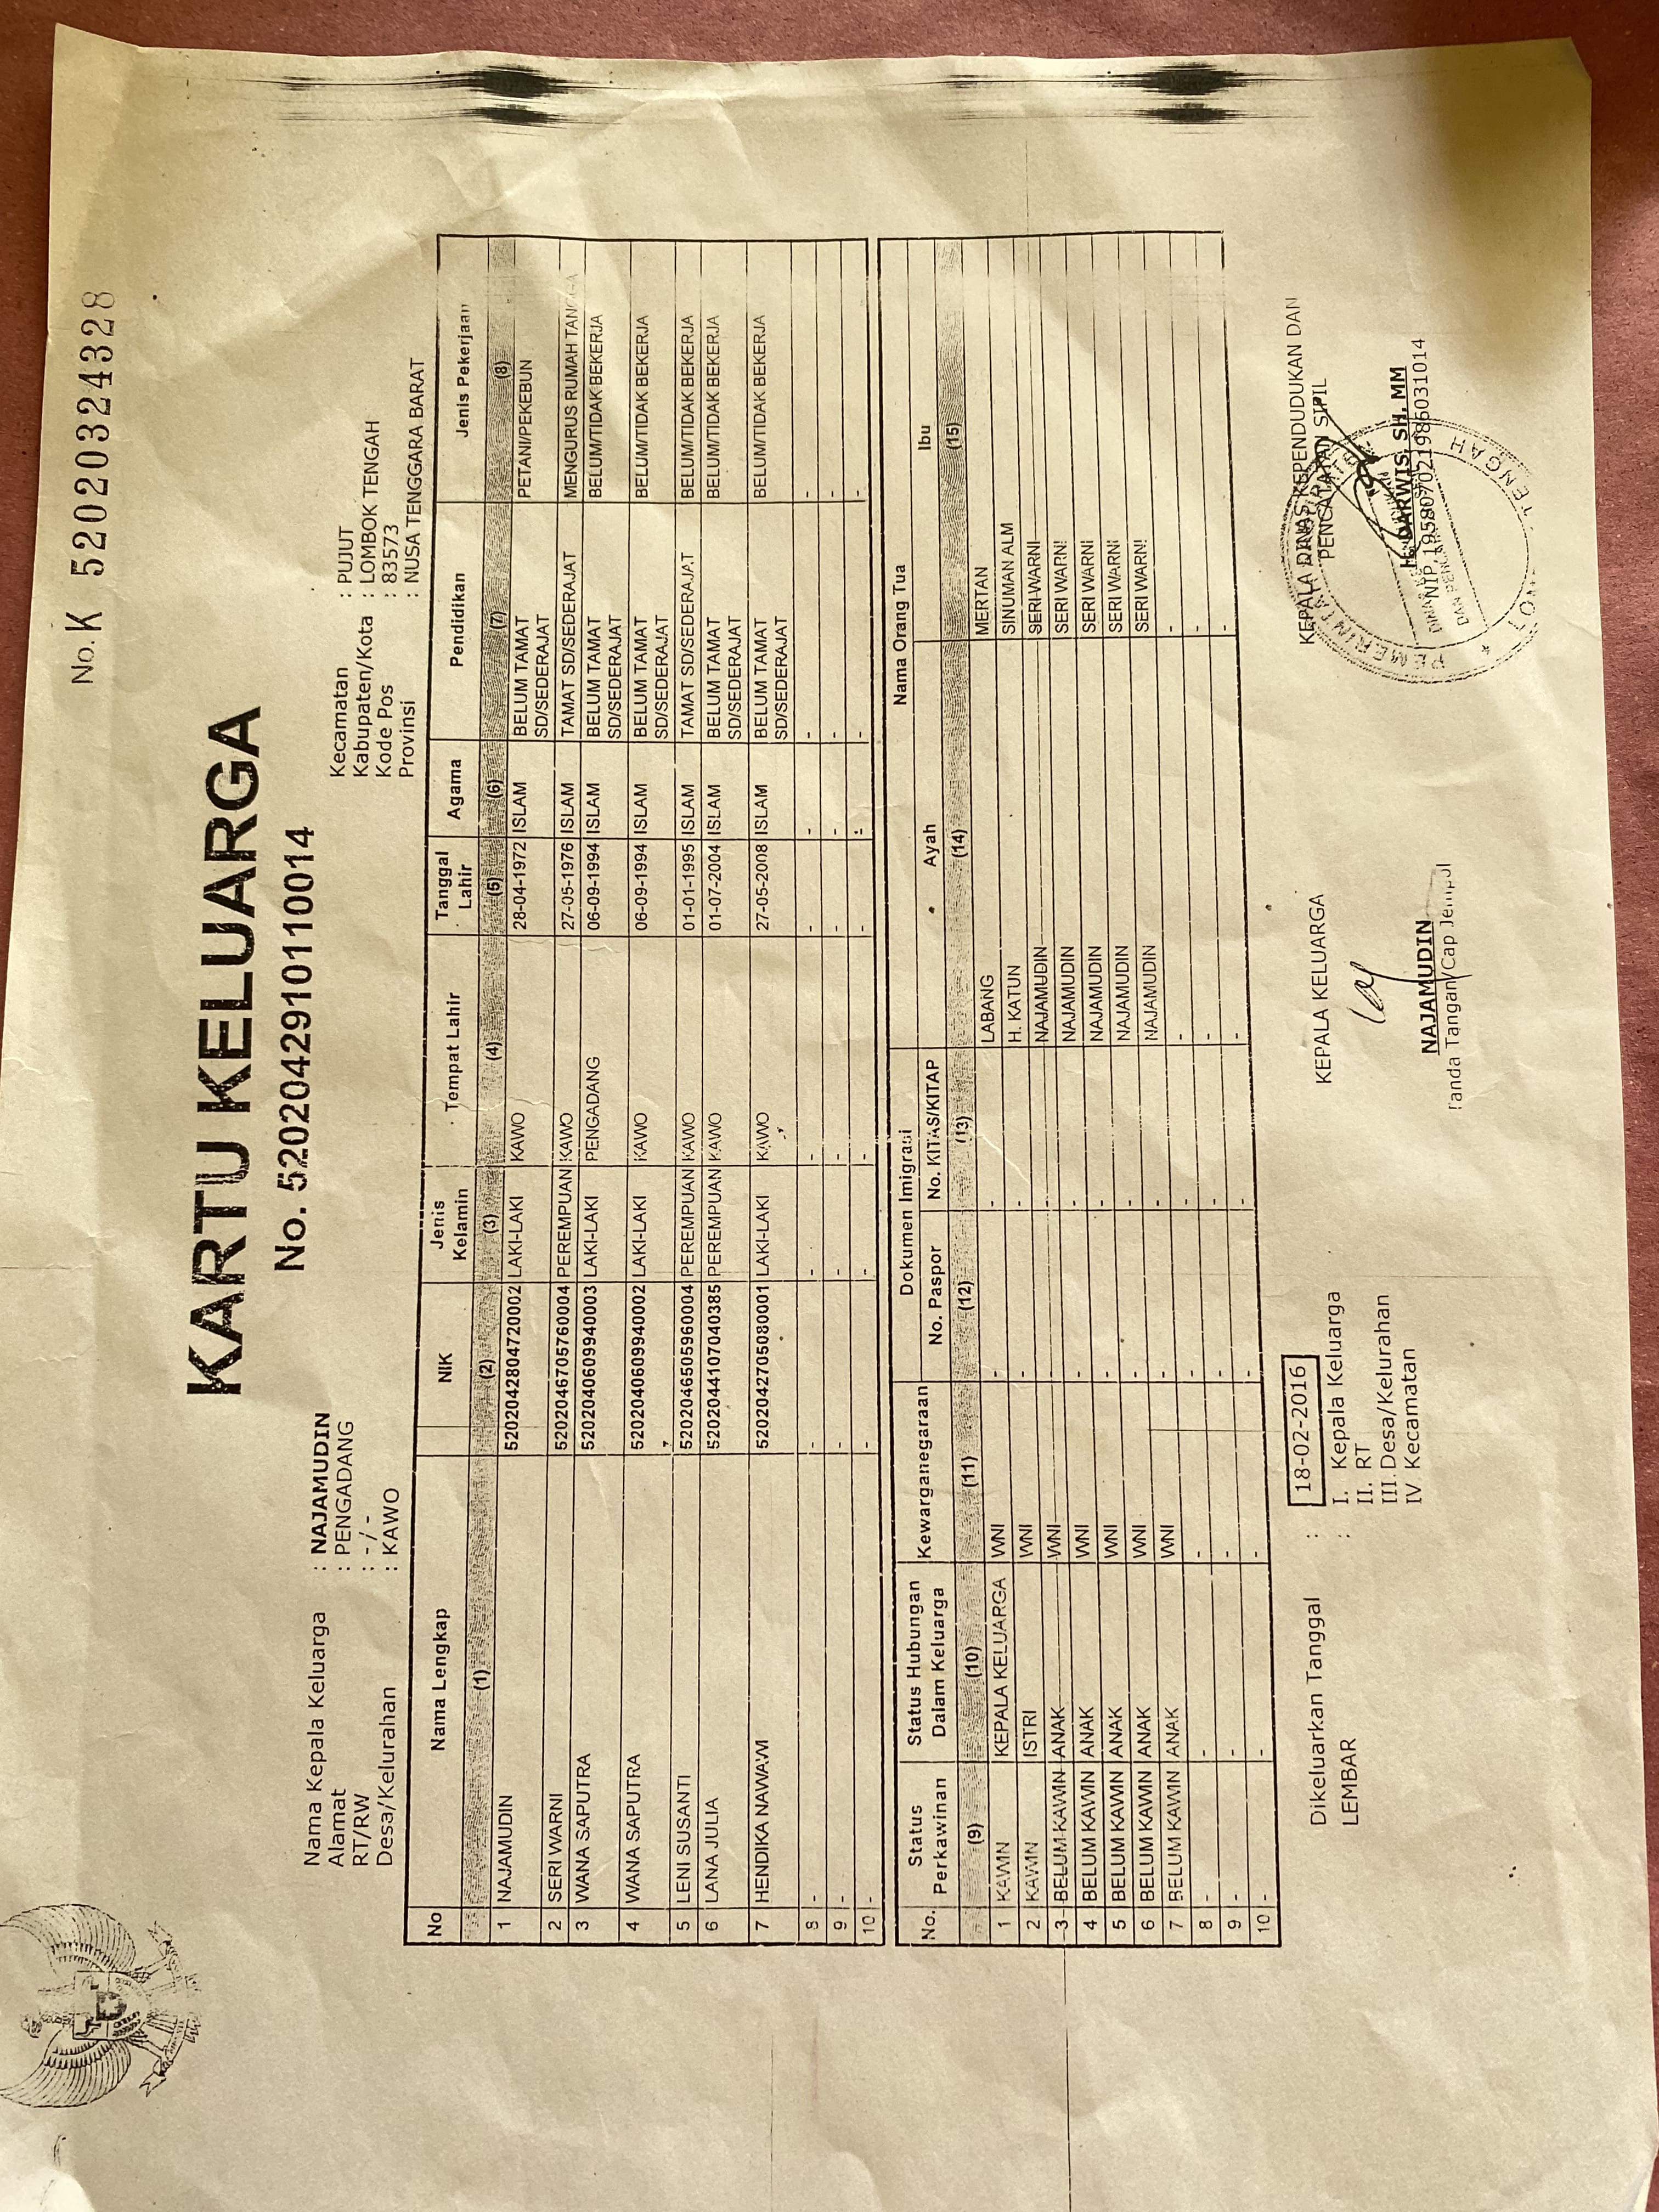 No.K 52020324328
KARTU KELUARGA
No. 5202042910110014
Nama Kepala Keluarga : NAJAMUDIN
Alamat : PENGADANG
RT/RW : - / -
Desa/Kelurahan : KAWO
Kecamatan : PUJUT
Kabupaten/Kota : LOMBOK TENGAH
Kode Pos : 83573
Provinsi : NUSA TENGGARA BARAT
No Nama Lengkap NIK Jenis Kelamin Tempat Lahir Tanggal Lahir Agama Pendidikan Jenis Pekerjaan
(1) (2) (3) (4) (5) (6) (7) (8)
1 NAJAMUDIN 5202042804720002 LAKI-LAKI KAWO 28-04-1972 ISLAM BELUM TAMAT SD/SEDERAJAT PETANI/PEKEBUN
2 SERI WARNI 5202046705760004 PEREMPUAN KAWO 27-05-1976 ISLAM TAMAT SD/SEDERAJAT MENGURUS RUMAH TANGGA
3 WANA SAPUTRA 5202040609940003 LAKI-LAKI PENGADANG 06-09-1994 ISLAM BELUM TAMAT SD/SEDERAJAT BELUM/TIDAK BEKERJA
4 WANA SAPUTRA 5202040609940002 LAKI-LAKI KAWO 06-09-1994 ISLAM BELUM TAMAT SD/SEDERAJAT BELUM/TIDAK BEKERJA
5 LENI SUSANTI 5202046505960004 PEREMPUAN KAWO 01-01-1995 ISLAM TAMAT SD/SEDERAJAT BELUM/TIDAK BEKERJA
6 LANA JULIA 5202044107040385 PEREMPUAN KAWO 01-07-2004 ISLAM BELUM TAMAT SD/SEDERAJAT BELUM/TIDAK BEKERJA
7 HENDIKA NAWAWI 5202042705080001 LAKI-LAKI KAWO 27-05-2008 ISLAM BELUM TAMAT SD/SEDERAJAT BELUM/TIDAK BEKERJA
8 - - - - - - - -
9 - - - - - - - -
10 - - - - - - - -
No. Status Perkawinan Status Hubungan Dalam Keluarga Kewarganegaraan Dokumen Imigrasi Nama Orang Tua
No. Paspor No. KITAS/KITAP Ayah Ibu
(9) (10) (11) (12) (13) (14) (15)
1 KAWIN KEPALA KELUARGA WNI - - LABANG MERTAN
2 KAWIN ISTRI WNI - - H. KATUN SINUMAN ALM
3 BELUM KAWIN ANAK WNI - - NAJAMUDIN SERI WARNI
4 BELUM KAWIN ANAK WNI - - NAJAMUDIN SERI WARNI
5 BELUM KAWIN ANAK WNI - - NAJAMUDIN SERI WARNI
6 BELUM KAWIN ANAK WNI - - NAJAMUDIN SERI WARNI
7 BELUM KAWIN ANAK WNI - - NAJAMUDIN SERI WARNI
8 - - - - - - -
9 - - - - - - -
10 - - - - - - -
Dikeluarkan Tanggal : 18-02-2016
LEMBAR : I. Kepala Keluarga
II. RT
III. Desa/Kelurahan
IV Kecamatan
KEPALA KELUARGA
NAJAMUDIN
Tanda Tangan/Cap Jempol
KEPALA DINAS KEPENDUDUKAN DAN
PENCATATAN SIPIL
H. DARWIS, SH, MM
NIP. 195807021986031014